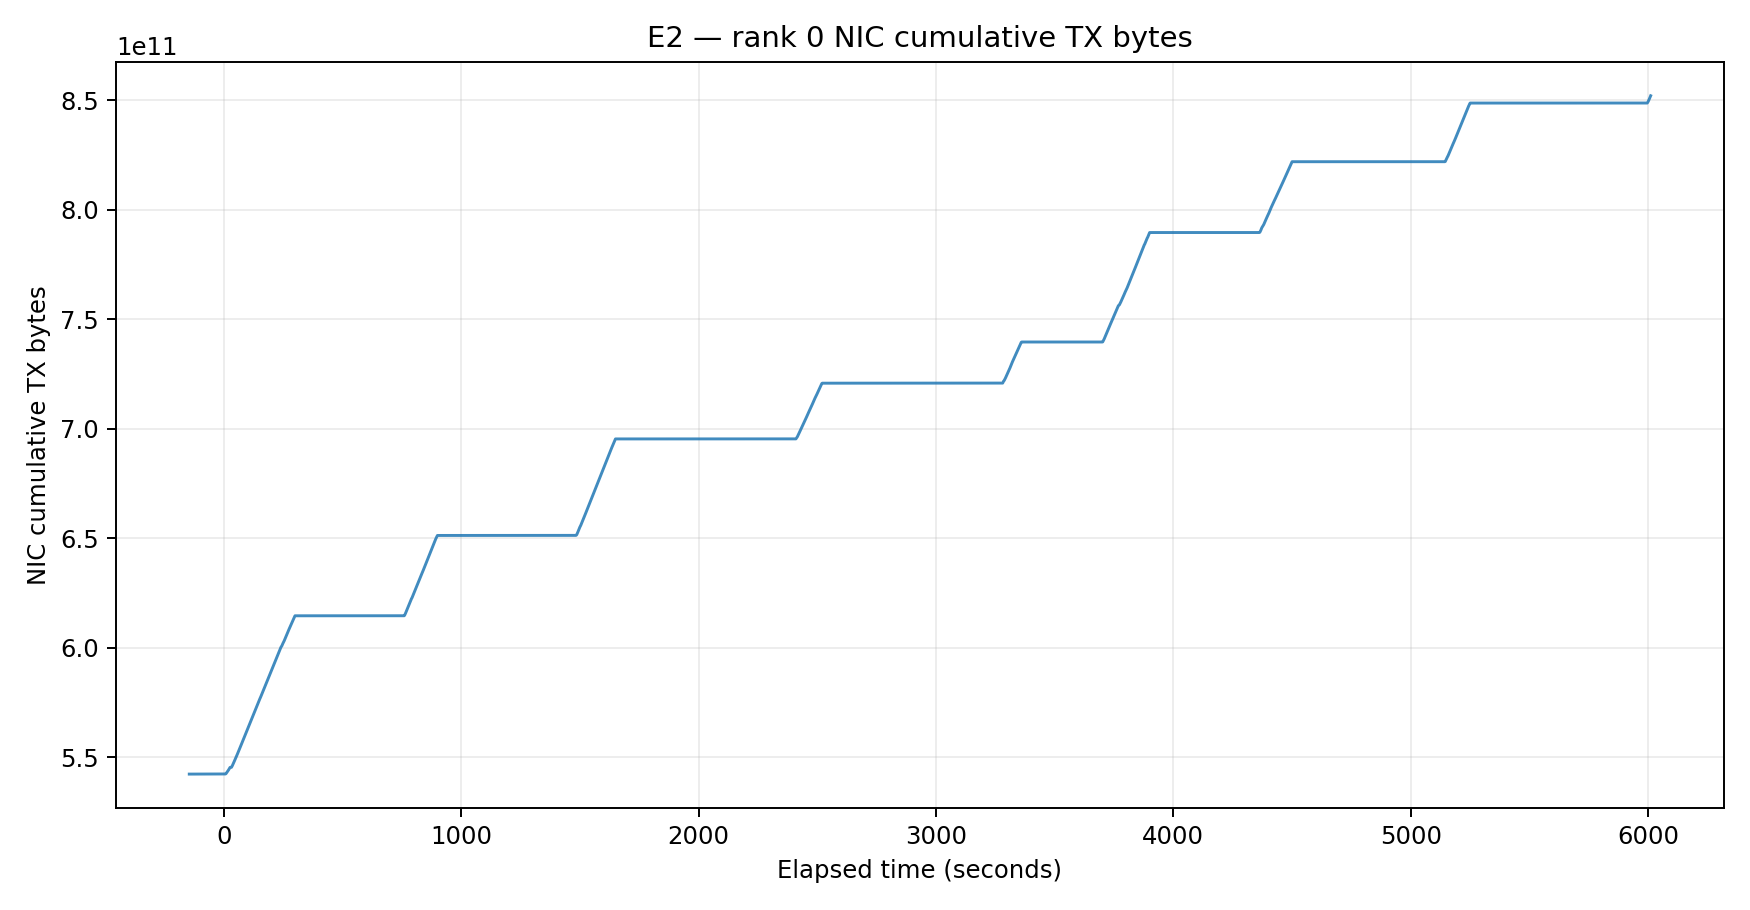 E2 — rank 0 NIC cumulative TX bytes
1e11
8.5
8.0
7.5
7.0
6.5
6.0
5.5
NIC cumulative TX bytes
0 1000 2000 3000 4000 5000 6000
Elapsed time (seconds)